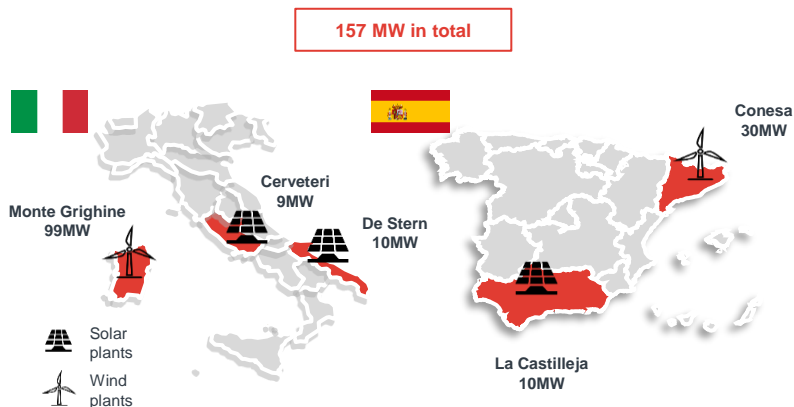 157 MW in total
Conesa
30MW
Cerveteri
9MW
Monte Grighine
99MW
De Stern
10MW
Solar
plants
La Castilleja
10MW
Wind
plants